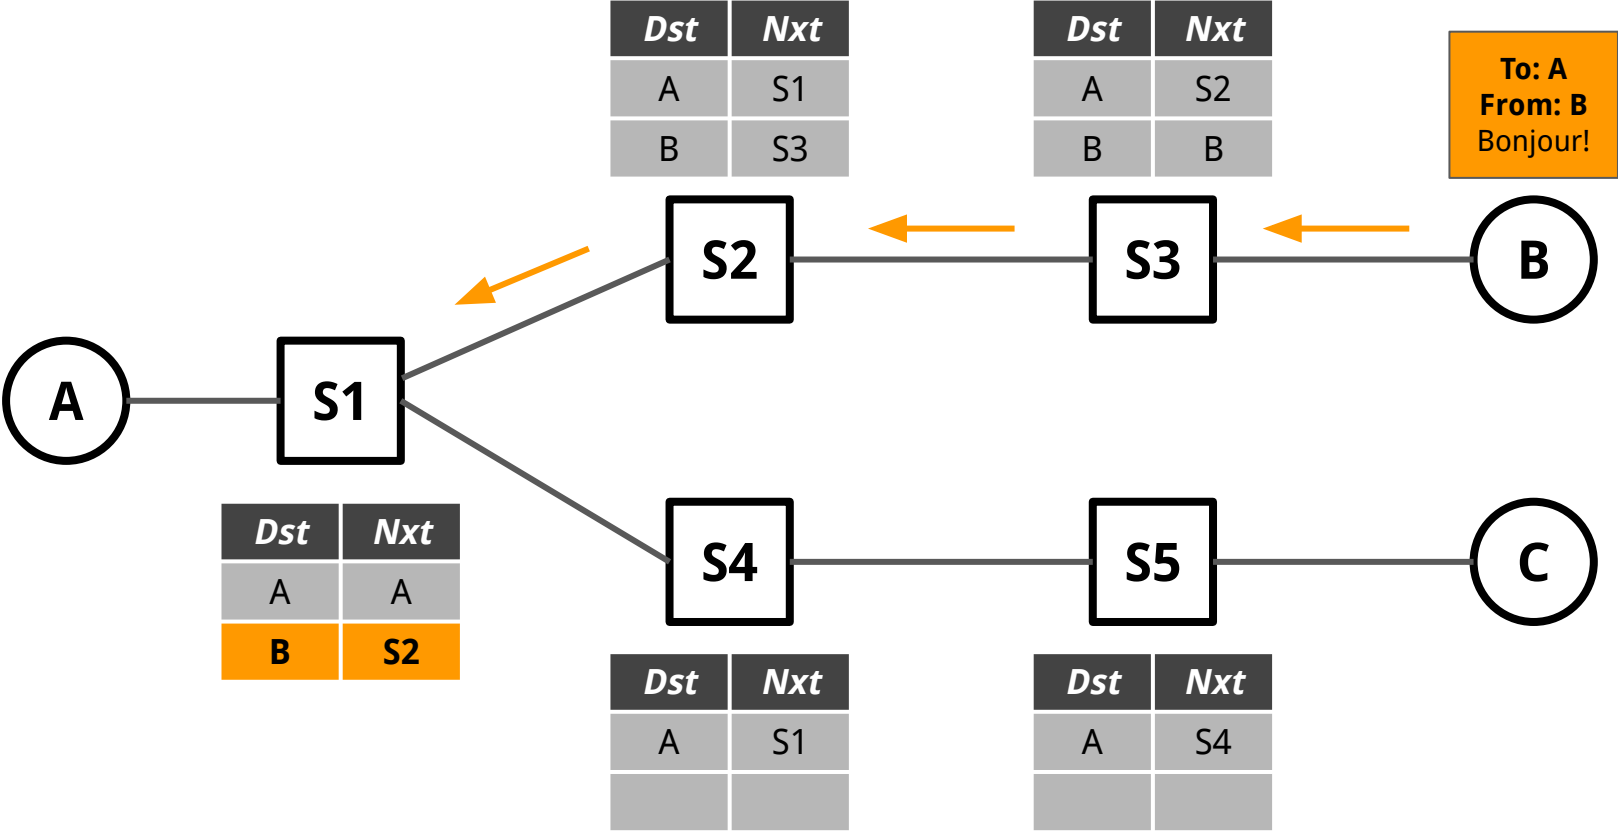 Dst Nxt
A S1
B S3
Dst Nxt
A S2
B B
To: A
From: B
Bonjour!
S2
S3
B
A
S1
Dst Nxt
A A
B S2
S4
S5
C
Dst Nxt
A S1
Dst Nxt
A S4